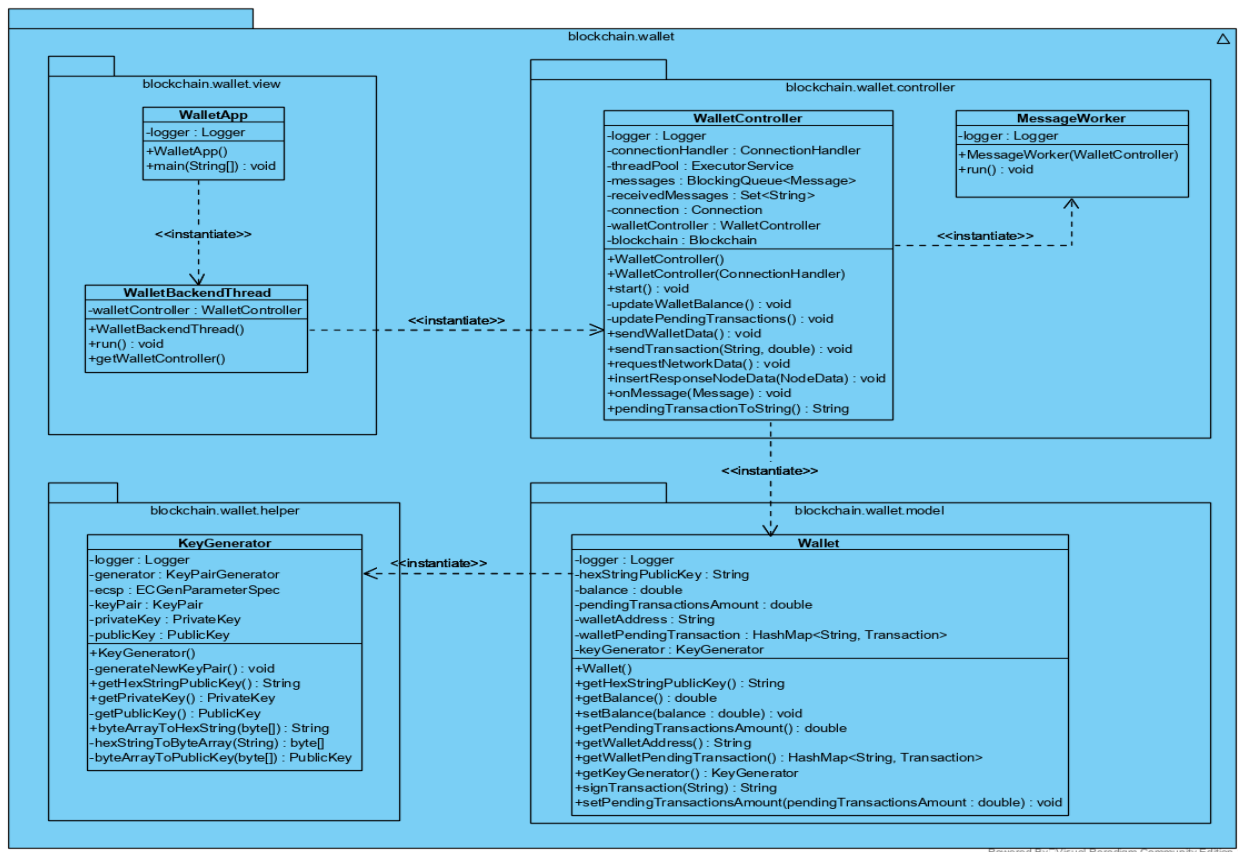 blockchain.wallet
blockchain.wallet.view
WalletApp
-logger : Logger
+WalletApp()
+main(String[]) : void
<<instantiate>>
WalletBackendThread
-walletController : WalletController
+WalletBackendThread()
+run() : void
+getWalletController()
<<instantiate>>
blockchain.wallet.controller
WalletController
-logger : Logger
-connectionHandler : ConnectionHandler
-threadPool : ExecutorService
-messages : BlockingQueue<Message>
-receivedMessages : Set<String>
-connection : Connection
-walletController : WalletController
-blockchain : Blockchain
+WalletController()
+WalletController(ConnectionHandler)
+start() : void
-updateWalletBalance() : void
-updatePendingTransactions() : void
+sendWalletData() : void
+sendTransaction(String, double) : void
+requestNetworkData() : void
+insertResponseNodeData(NodeData) : void
+onMessage(Message) : void
+pendingTransactionToString() : String
<<instantiate>>
MessageWorker
-logger : Logger
+MessageWorker(WalletController)
+run() : void
<<instantiate>>
blockchain.wallet.helper
KeyGenerator
-logger : Logger
-generator : KeyPairGenerator
-ecsp : ECGenParameterSpec
-keyPair : KeyPair
-privateKey : PrivateKey
-publicKey : PublicKey
+KeyGenerator()
-generateNewKeyPair() : void
+getHexStringPublicKey() : String
+getPrivateKey() : PrivateKey
-getPublicKey() : PublicKey
+byteArrayToHexString(byte[]) : String
-hexStringToByteArray(String) : byte[]
-byteArrayToPublicKey(byte[]) : PublicKey
<<instantiate>>
blockchain.wallet.model
Wallet
-logger : Logger
-hexStringPublicKey : String
-balance : double
-pendingTransactionsAmount : double
-walletAddress : String
-walletPendingTransaction : HashMap<String, Transaction>
-keyGenerator : KeyGenerator
+Wallet()
+getHexStringPublicKey() : String
+getBalance() : double
+setBalance(balance : double) : void
+getPendingTransactionsAmount() : double
+getWalletAddress() : String
+getWalletPendingTransaction() : HashMap<String, Transaction>
+getKeyGenerator() : KeyGenerator
+signTransaction(String) : String
+setPendingTransactionsAmount(pendingTransactionsAmount : double) : void